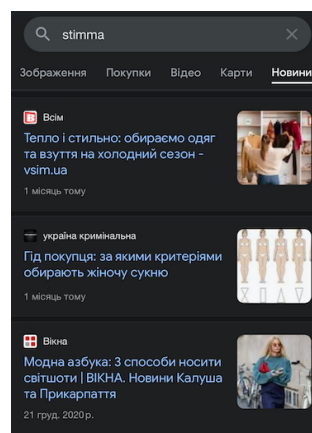 stimma
Зображення Покупки Відео Карти Новини
Всім
Тепло і стильно: обираємо одяг
та взуття на холодний сезон -
vsim.ua
1 місяць тому
україна кримінальна
Гід покупця: за якими критеріями
обирають жіночу сукню
1 місяць тому
Вікна
Модна азбука: 3 способи носити
світшоти | ВІКНА. Новини Калуша
та Прикарпаття
21 груд. 2020 р.